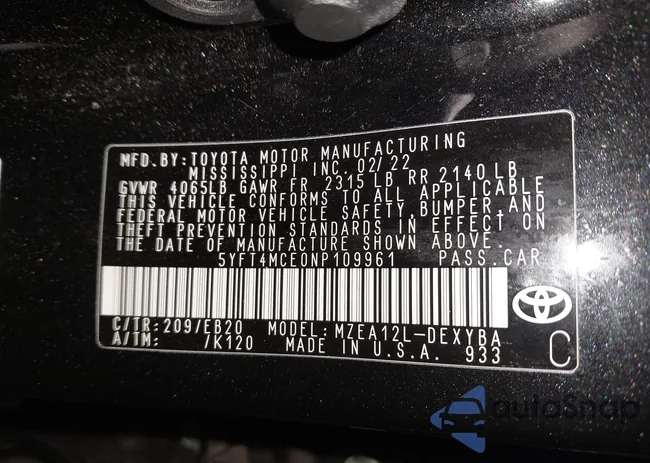 MFD.BY: TOYOTA MOTOR MANUFACTURING
MISSISSIPPI INC. 02/22
GVWR 4065LB GAWR FR 2315 LB RR 2140 LB
THIS VEHICLE CONFORMS TO ALL APPLICABLE
FEDERAL MOTOR VEHICLE SAFETY, BUMPER, AND
THEFT PREVENTION STANDARDS IN EFFECT ON
THE DATE OF MANUFACTURE SHOWN ABOVE.
5YFT4MCE0NP109961 PASS.CAR
C/TR: 209/EB20 MODEL: MZEA12L-DEXYBA
A/TM: /K120 MADE IN U.S.A. 933
C
autoSnap